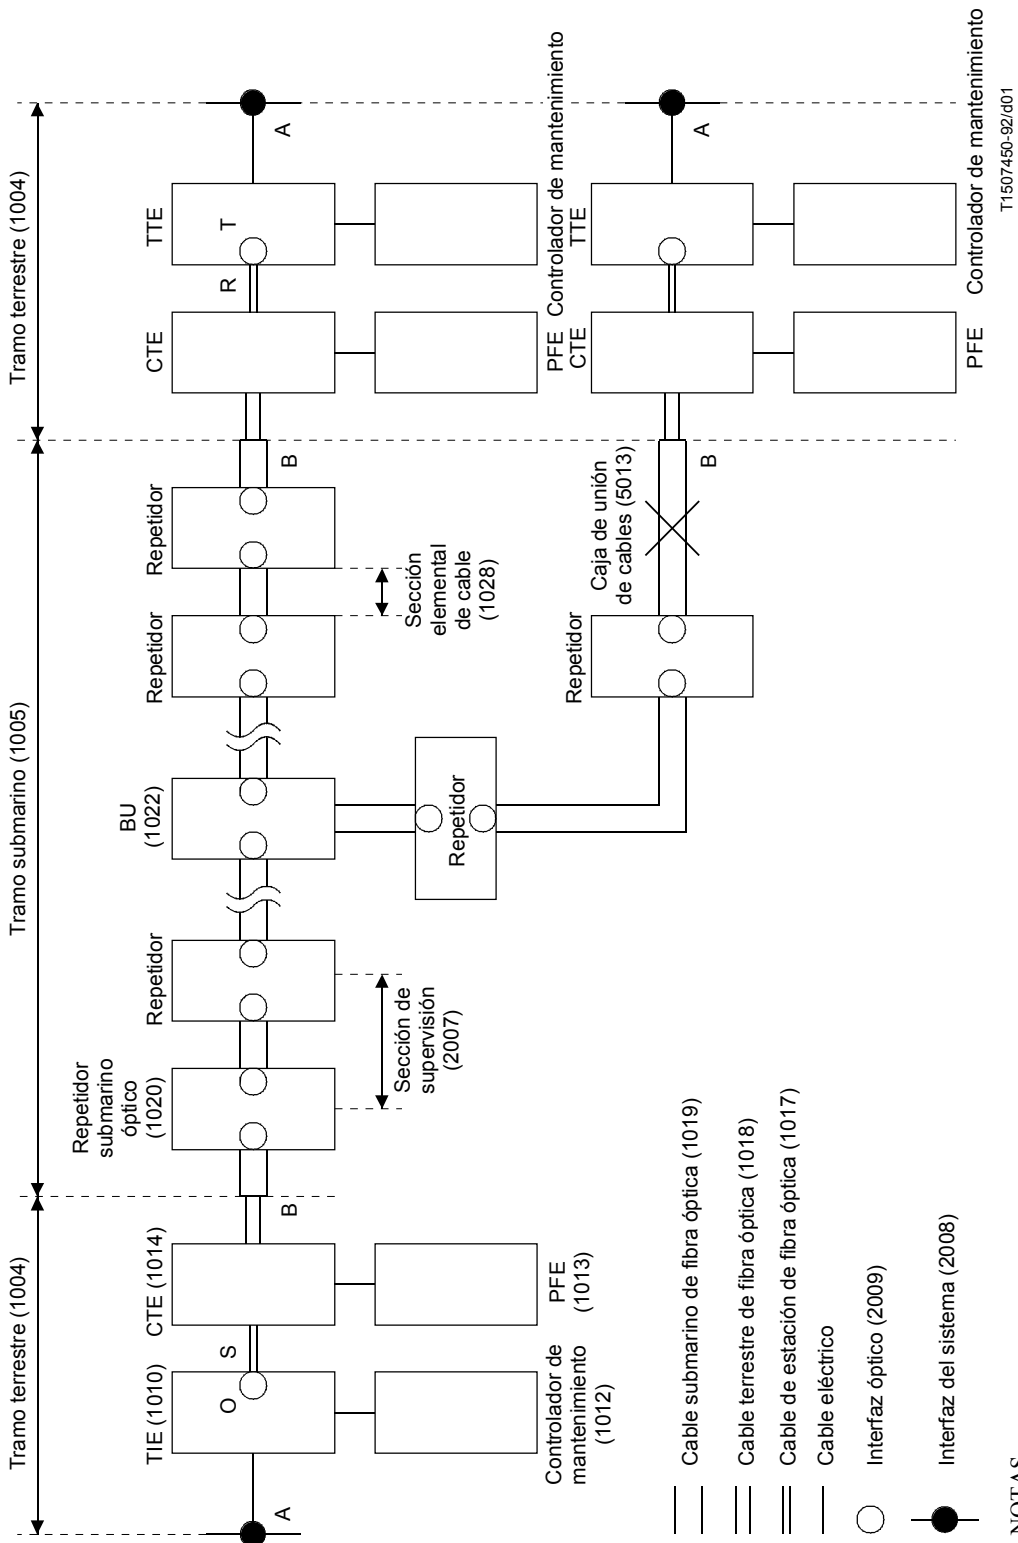 Tramo terrestre (1004)
Tramo submarino (1005)
Tramo terrestre (1004)
A
TIE (1010)
O
S
CTE (1014)
B
Repetidor
submarino
óptico
(1020)
Repetidor
BU
(1022)
Repetidor
Repetidor
B
CTE
R
T
TTE
A
Controlador de
mantenimiento
(1012)
PFE
(1013)
Sección de
supervisión
(2007)
Sección
elemental
de cable
(1028)
PFE
Controlador de mantenimiento
Repetidor
Repetidor
Caja de unión
de cables (5013)
B
CTE
TTE
A
PFE
Controlador de mantenimiento
Cable submarino de fibra óptica (1019)
Cable terrestre de fibra óptica (1018)
Cable de estación de fibra óptica (1017)
Cable eléctrico
Interfaz óptico (2009)
Interfaz del sistema (2008)
T1507450-92/d01
NOTAS